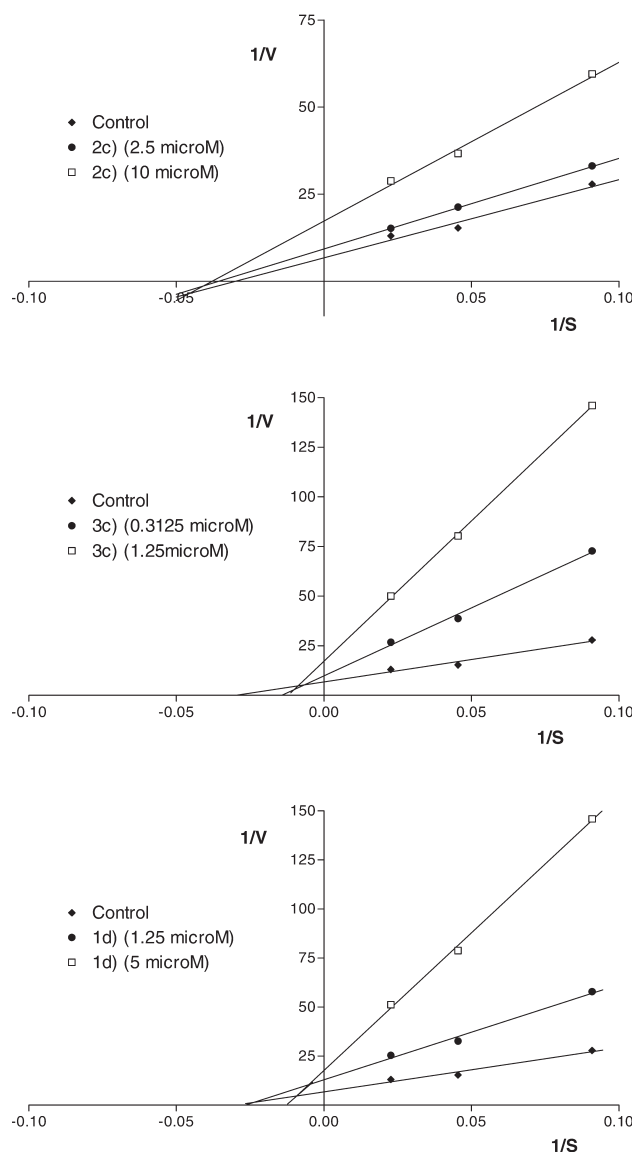 75
1/V
50
Control
2c) (2.5 microM)
2c) (10 microM)
25
-0.10 -0.05 0.05 0.10
1/S
150
1/V
125
100
Control
3c) (0.3125 microM)
3c) (1.25microM)
75
50
25
-0.10 -0.05 0.00 0.05 0.10
1/S
150
1/V
125
100
Control
1d) (1.25 microM)
1d) (5 microM)
75
50
25
-0.10 -0.05 0.00 0.05 0.10
1/S